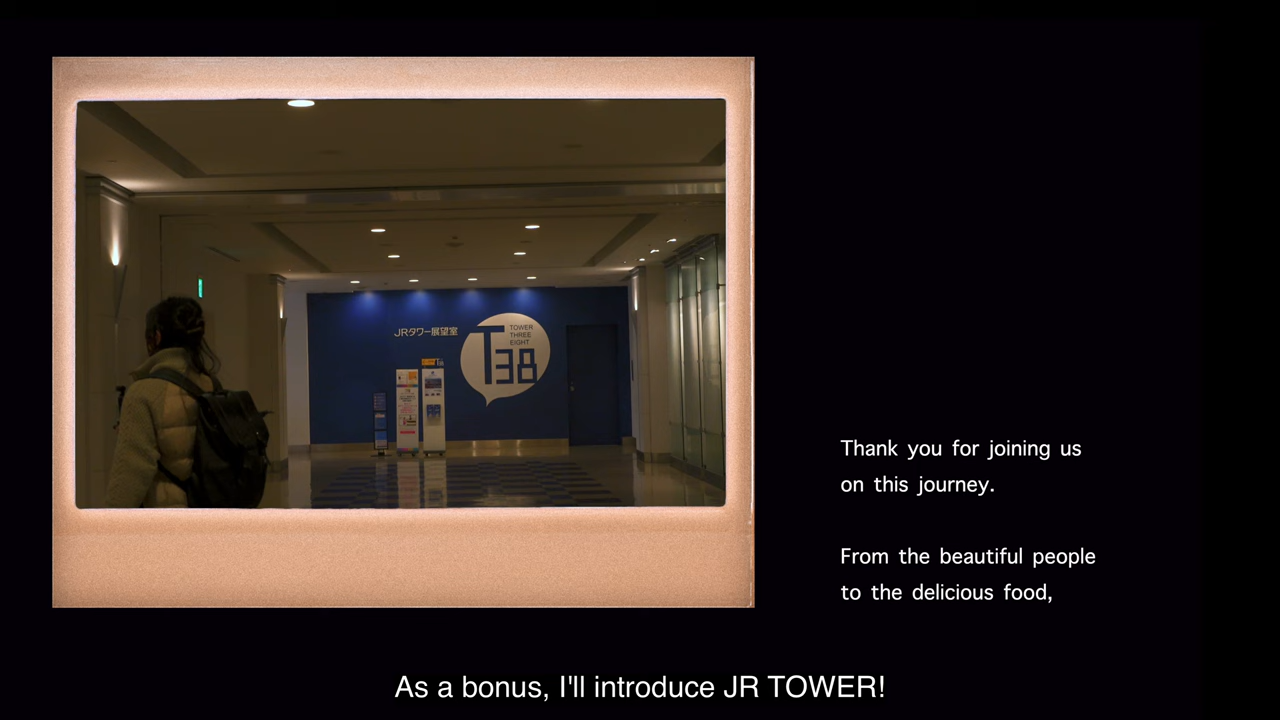 JRタワー展望室
TOWER
THREE
EIGHT
T38
Thank you for joining us
on this journey.
From the beautiful people
to the delicious food,
As a bonus, I'll introduce JR TOWER!